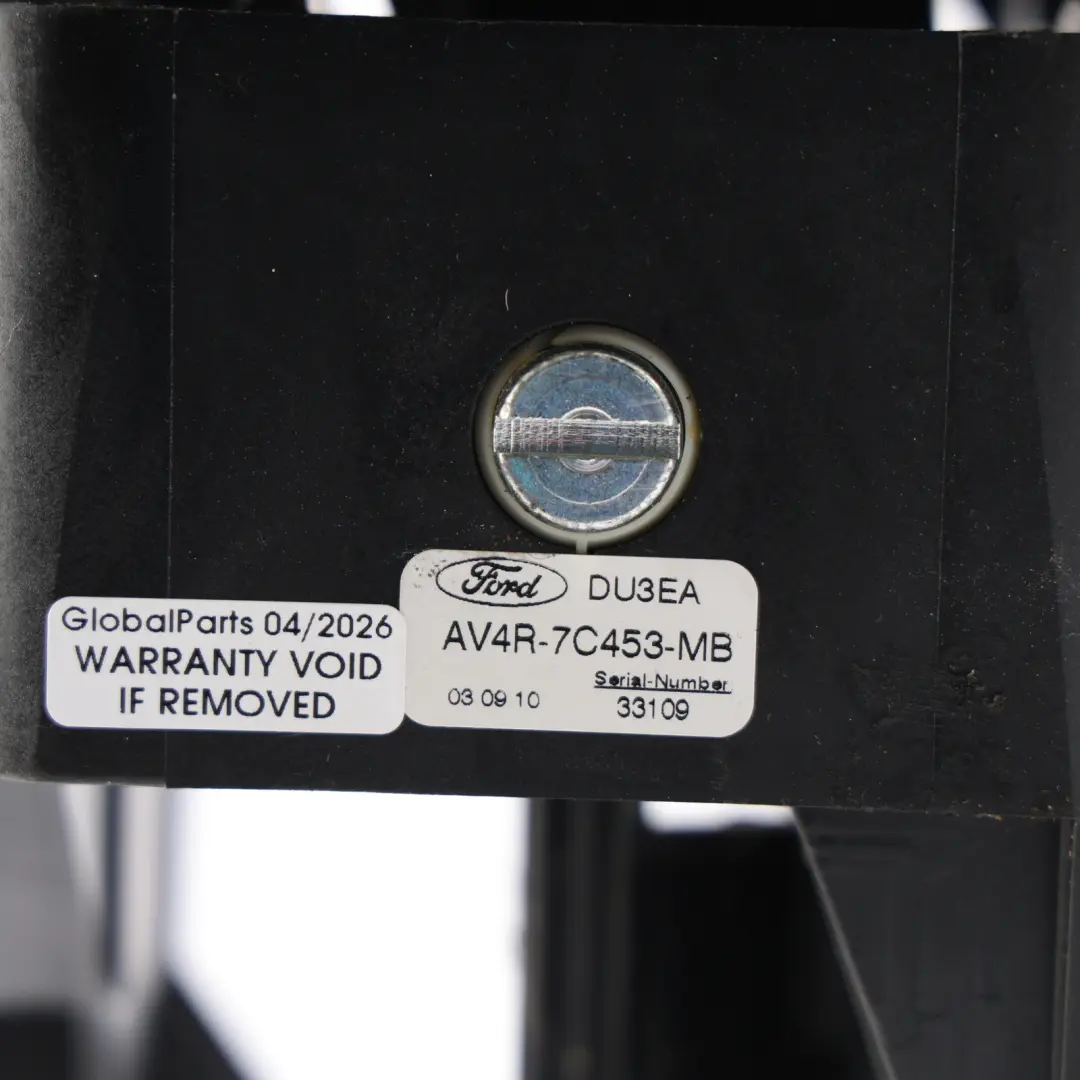 GlobalParts 04/2026
WARRANTY VOID
IF REMOVED
Ford DU3EA
AV4R-7C453-MB
Serial-Number
03 09 10 33109